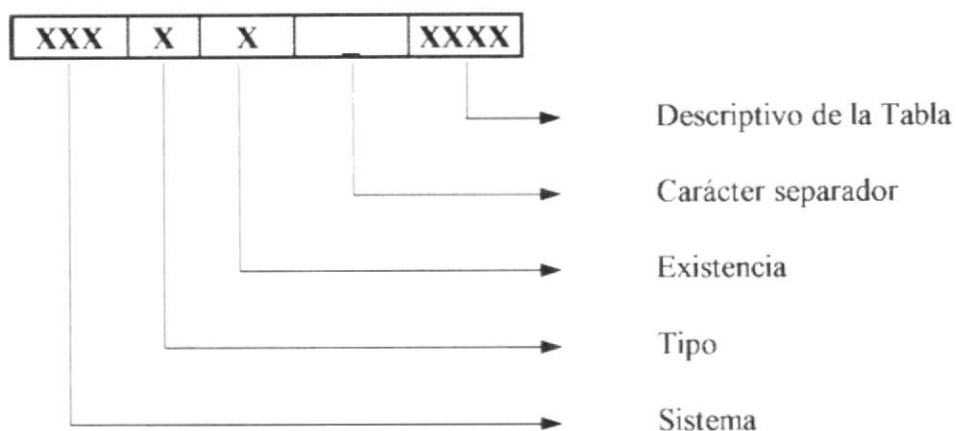 XXX X X _ XXXX
Descriptivo de la Tabla
Carácter separador
Existencia
Tipo
Sistema